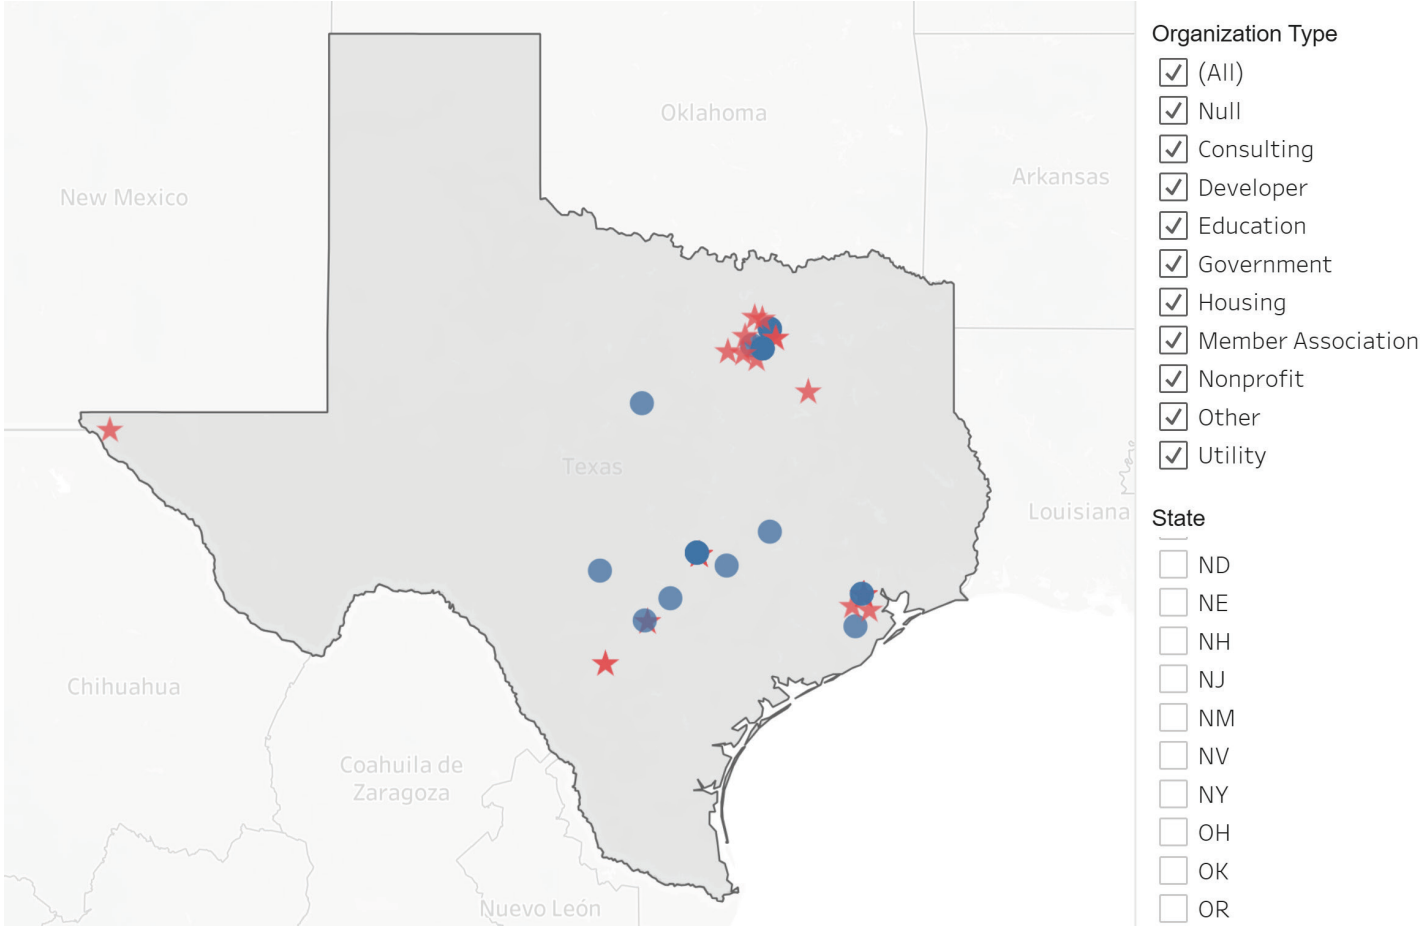 Oklahoma
Arkansas
New Mexico
Texas
Louisiana
Chihuahua
Coahuila de
Zaragoza
Nuevo León
Organization Type
(All)
Null
Consulting
Developer
Education
Government
Housing
Member Association
Nonprofit
Other
Utility
State
ND
NE
NH
NJ
NM
NV
NY
OH
OK
OR